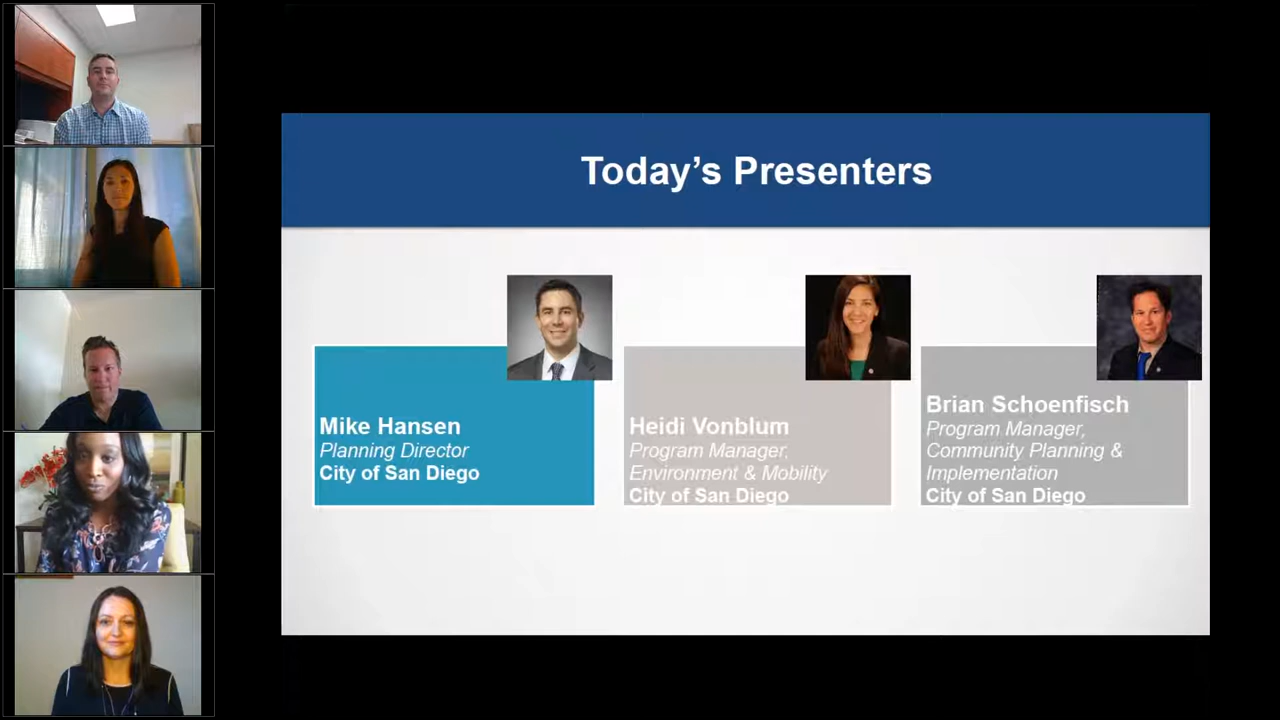 Today’s Presenters
Mike Hansen
Planning Director
City of San Diego
Heidi Vonblum
Program Manager,
Environment & Mobility
City of San Diego
Brian Schoenfisch
Program Manager,
Community Planning &
Implementation
City of San Diego